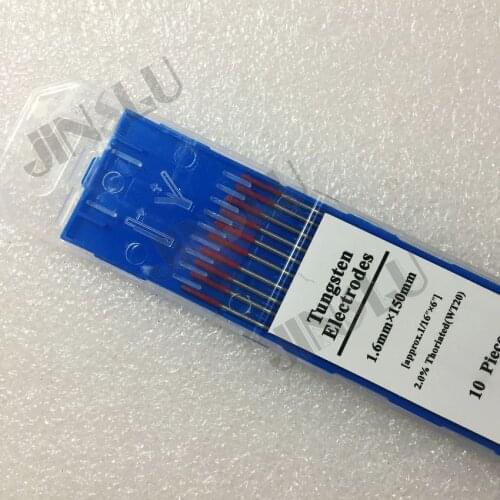 JINSLU
Tungsten
Electrodes
1.6mm×150mm
[approx.1/16"×6"]
2.0% Thoriated(WT20)
10 Piece
JINSLU